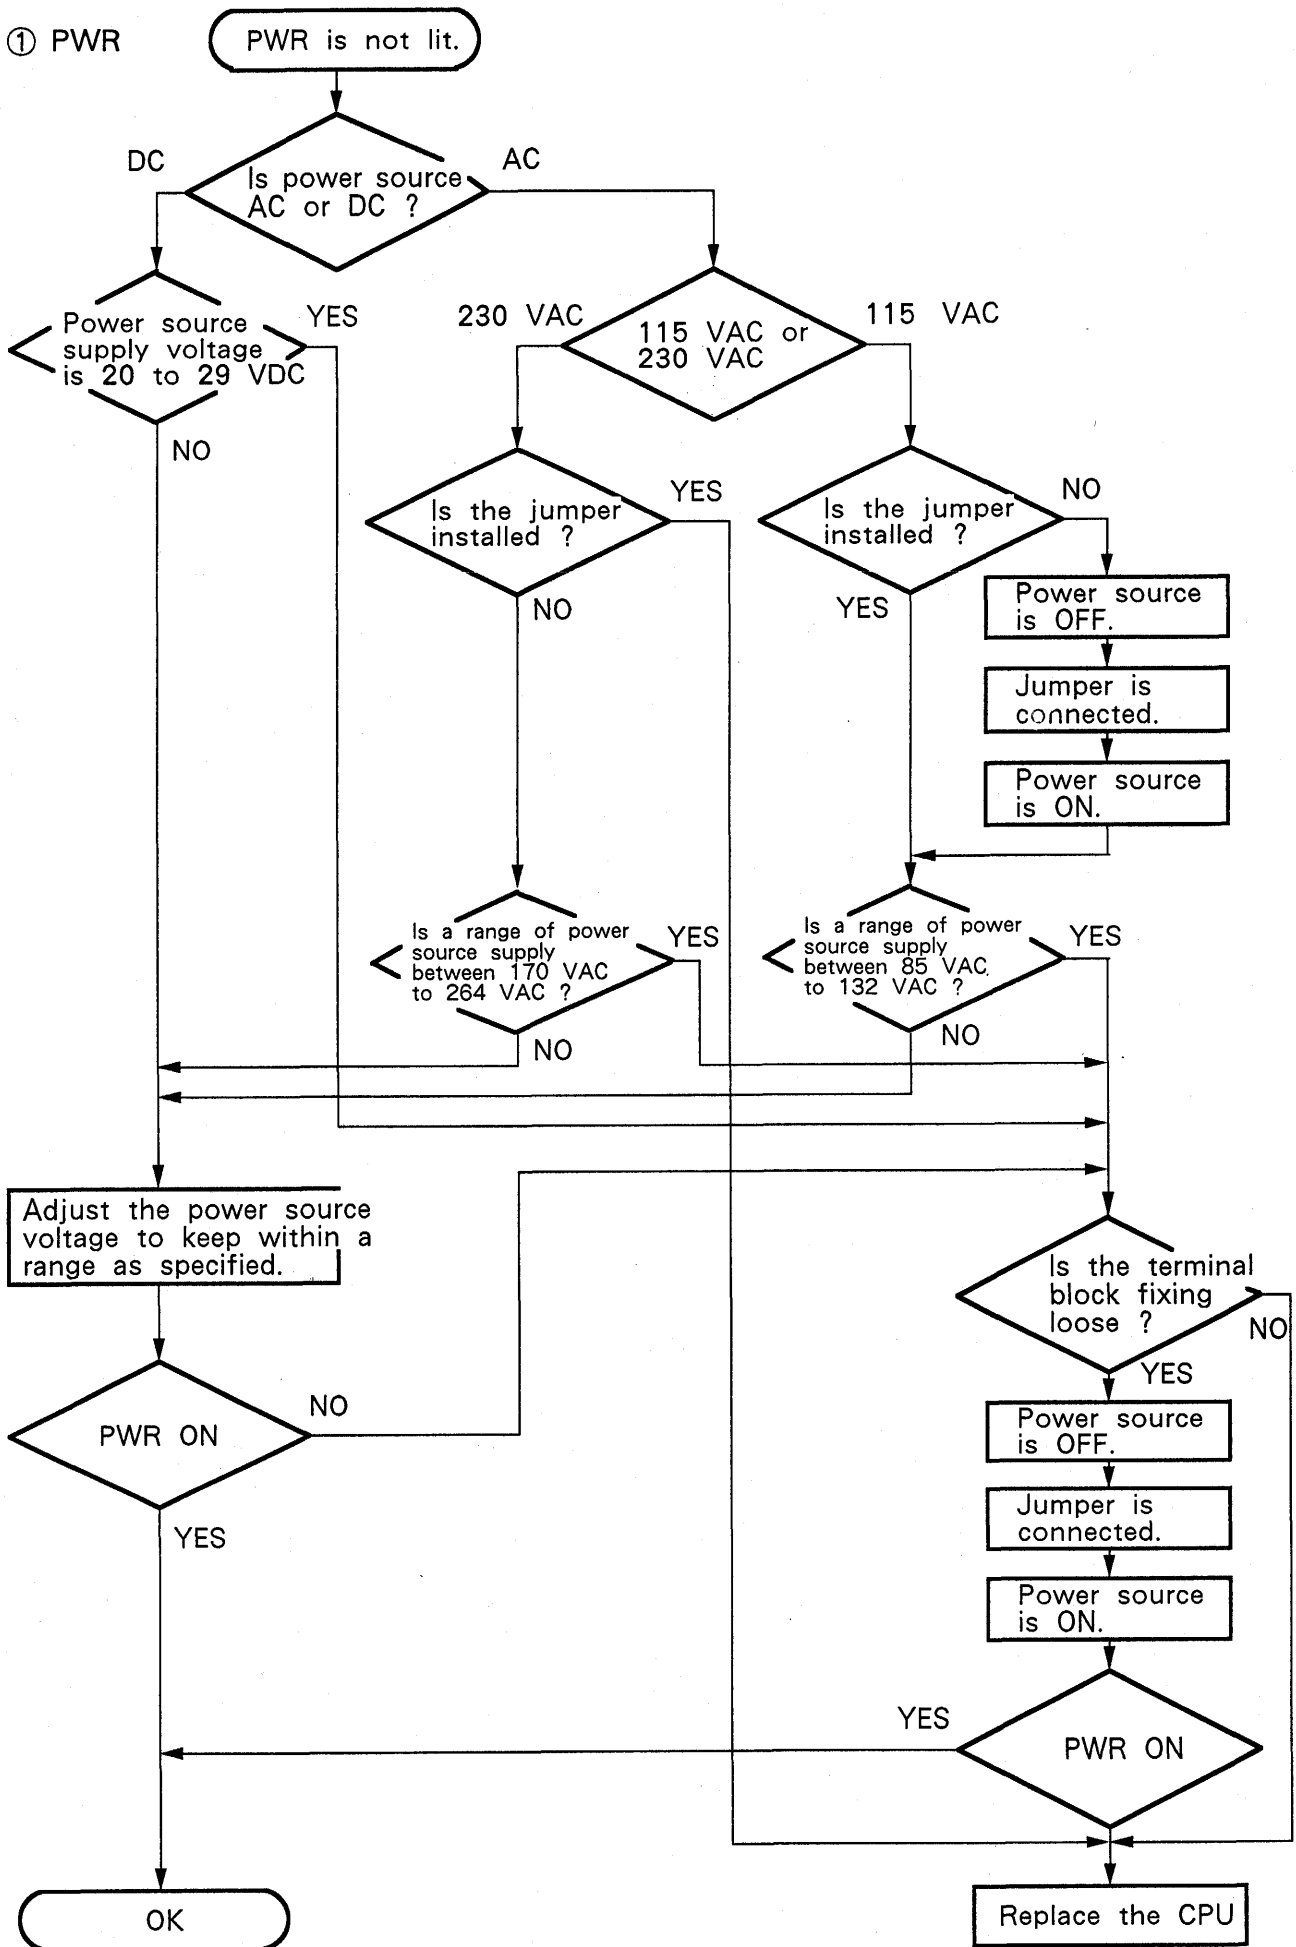 ① PWR
PWR is not lit.
DC
AC
Is power source
AC or DC ?
Power source
supply voltage
is 20 to 29 VDC
YES
NO
230 VAC
115 VAC or
230 VAC
115 VAC
Is the jumper
installed ?
YES
NO
Is the jumper
installed ?
NO
YES
Power source
is OFF.
Jumper is
connected.
Power source
is ON.
Is a range of power
source supply
between 170 VAC
to 264 VAC ?
YES
NO
Is a range of power
source supply
between 85 VAC
to 132 VAC ?
YES
NO
Adjust the power source
voltage to keep within a
range as specified.
PWR ON
NO
YES
Is the terminal
block fixing
loose ?
NO
YES
Power source
is OFF.
Jumper is
connected.
Power source
is ON.
YES
PWR ON
OK
Replace the CPU